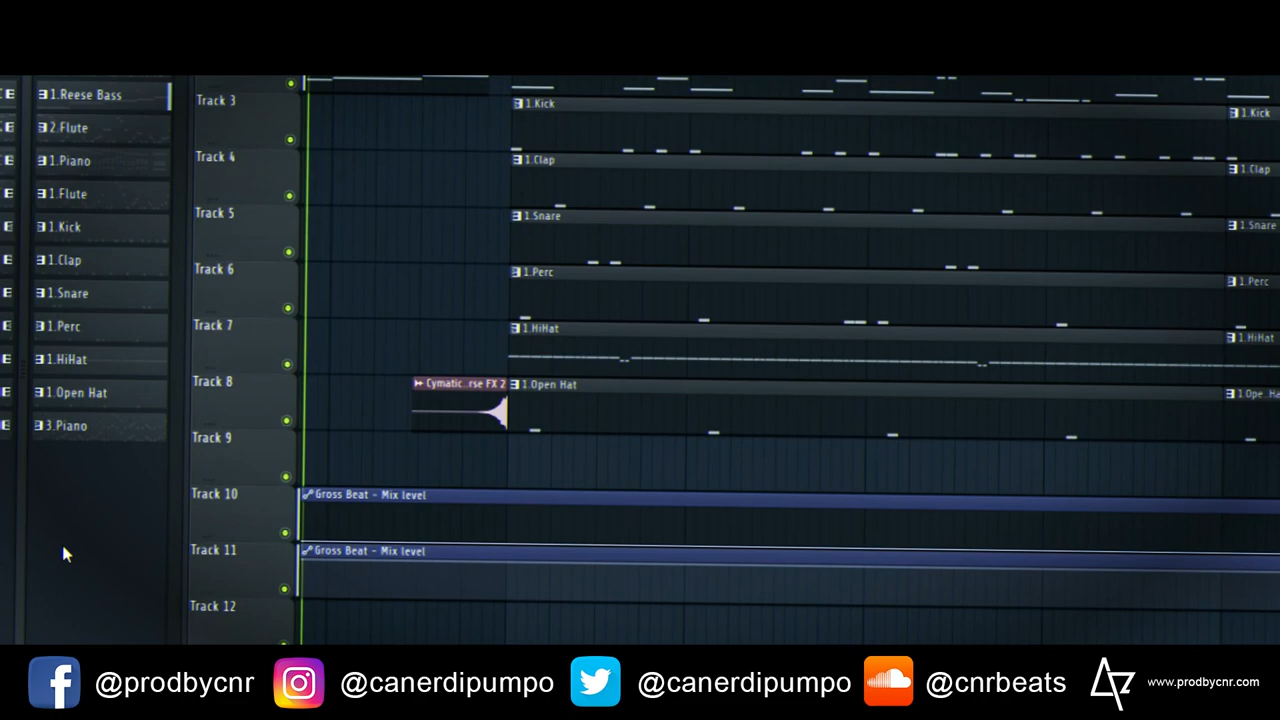 1.Reese Bass
2.Flute
1.Piano
1.Flute
1.Kick
1.Clap
1.Snare
1.Perc
1.HiHat
1.Open Hat
3.Piano
Track 3
1.Kick
1.Kick
Track 4
1.Clap
1.Clap
Track 5
1.Snare
1.Snare
Track 6
1.Perc
1.Perc
Track 7
1.HiHat
1.HiHat
Track 8
Cymatic..rse FX 2
1.Open Hat
1.Ope..Ha
Track 9
Track 10
Gross Beat - Mix level
Track 11
Gross Beat - Mix level
Track 12
@prodbycnr @canerdipumpo @canerdipumpo @cnrbeats www.prodbycnr.com